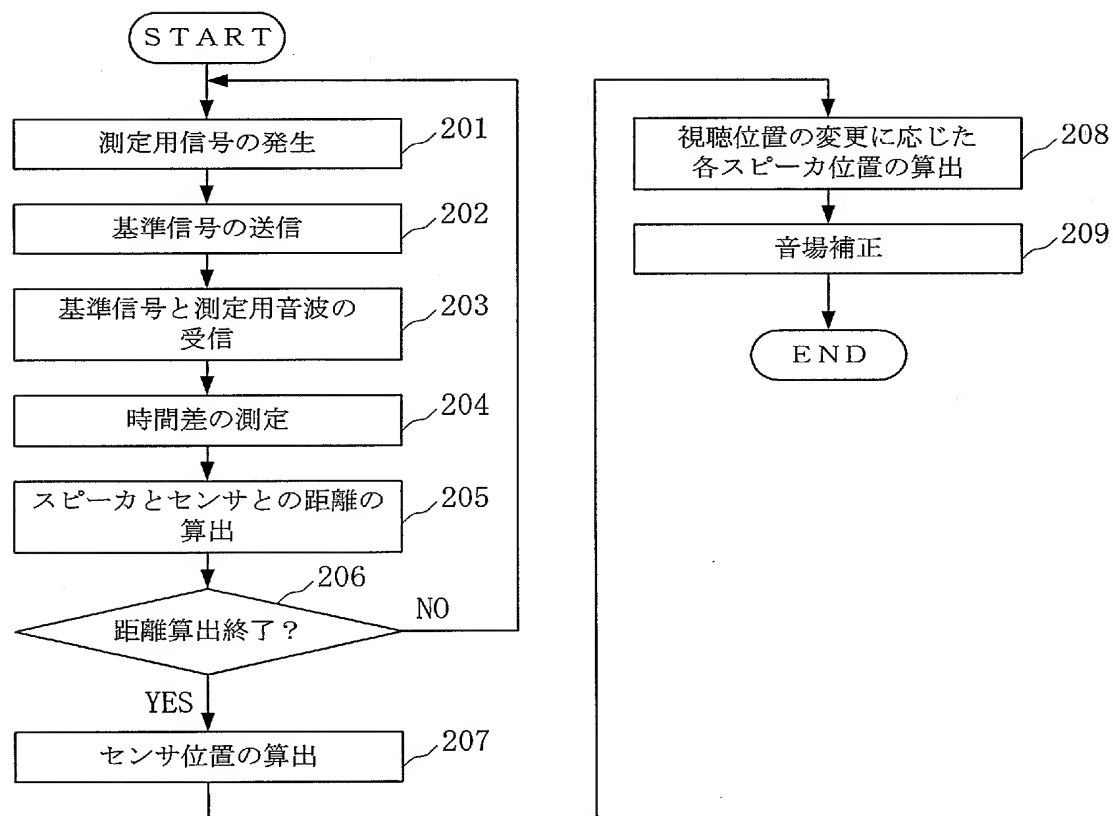 START
測定用信号の発生
201
基準信号の送信
202
基準信号と測定用音波の
受信
203
時間差の測定
204
スピーカとセンサとの距離の
算出
205
206
距離算出終了？
NO
YES
センサ位置の算出
207
視聴位置の変更に応じた
各スピーカ位置の算出
208
音場補正
209
END